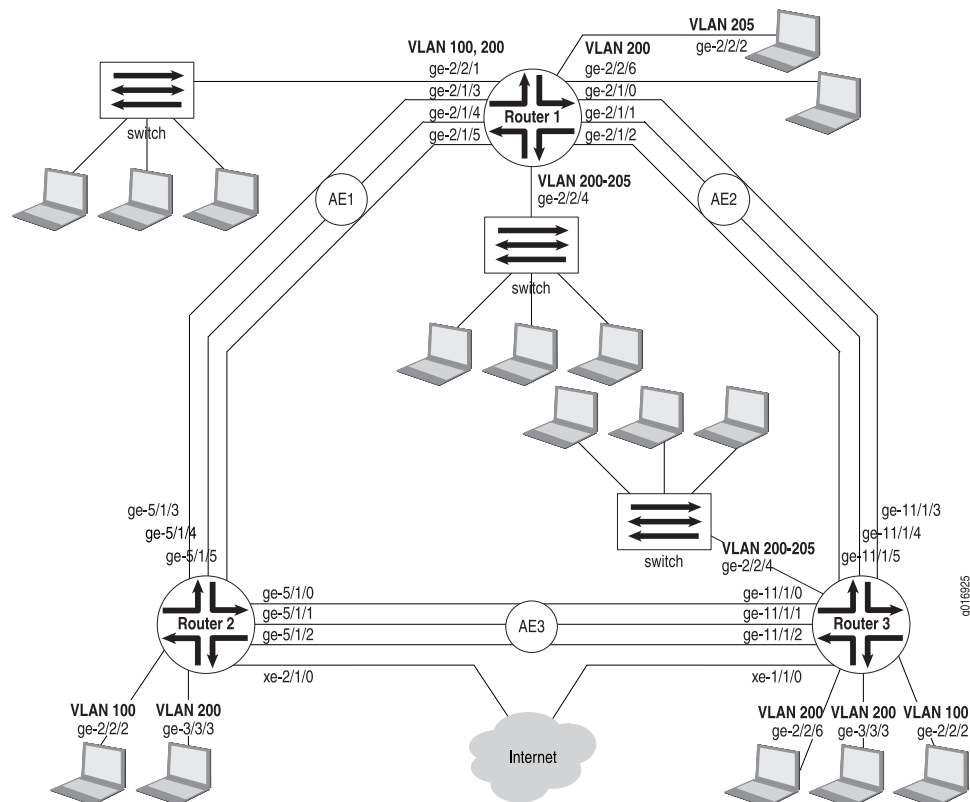 VLAN 205
ge-2/2/2
VLAN 100, 200
ge-2/2/1
ge-2/1/3
ge-2/1/4
ge-2/1/5
VLAN 200
ge-2/2/6
ge-2/1/0
ge-2/1/1
ge-2/1/2
Router 1
switch
AE1
AE2
VLAN 200-205
ge-2/2/4
switch
ge-5/1/3
ge-5/1/4
ge-5/1/5
ge-11/1/3
ge-11/1/4
ge-11/1/5
switch
VLAN 200-205
ge-2/2/4
ge-5/1/0
ge-5/1/1
ge-5/1/2
xe-2/1/0
Router 2
AE3
ge-11/1/0
ge-11/1/1
ge-11/1/2
xe-1/1/0
Router 3
g016925
VLAN 100
ge-2/2/2
VLAN 200
ge-3/3/3
Internet
VLAN 200
ge-2/2/6
VLAN 200
ge-3/3/3
VLAN 100
ge-2/2/2